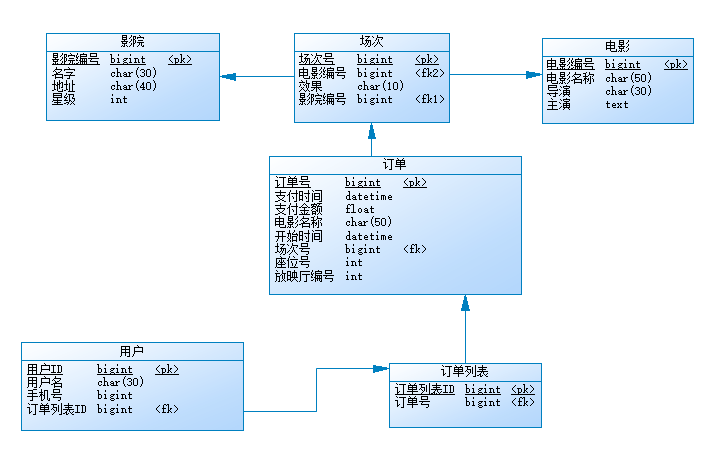 影院
影院编号 bigint <pk>
名字 char(30)
地址 char(40)
星级 int
场次
场次号 bigint <pk>
电影编号 bigint <fk2>
效果 char(10)
影院编号 bigint <fk1>
电影
电影编号 bigint <pk>
电影名称 char(50)
导演 char(30)
主演 text
订单
订单号 bigint <pk>
支付时间 datetime
支付金额 float
电影名称 char(50)
开始时间 datetime
场次号 bigint <fk>
座位号 int
放映厅编号 int
用户
用户ID bigint <pk>
用户名 char(30)
手机号 bigint
订单列表ID bigint <fk>
订单列表
订单列表ID bigint <pk>
订单号 bigint <fk>